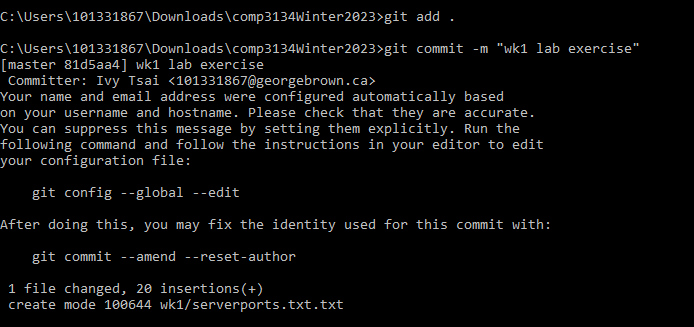 C:\Users\101331867\Downloads\comp3134Winter2023>git add .
C:\Users\101331867\Downloads\comp3134Winter2023>git commit -m "wk1 lab exercise"
[master 81d5aa4] wk1 lab exercise
 Committer: Ivy Tsai <101331867@georgebrown.ca>
Your name and email address were configured automatically based
on your username and hostname. Please check that they are accurate.
You can suppress this message by setting them explicitly. Run the
following command and follow the instructions in your editor to edit
your configuration file:
    git config --global --edit
After doing this, you may fix the identity used for this commit with:
    git commit --amend --reset-author
 1 file changed, 20 insertions(+)
 create mode 100644 wk1/serverports.txt.txt